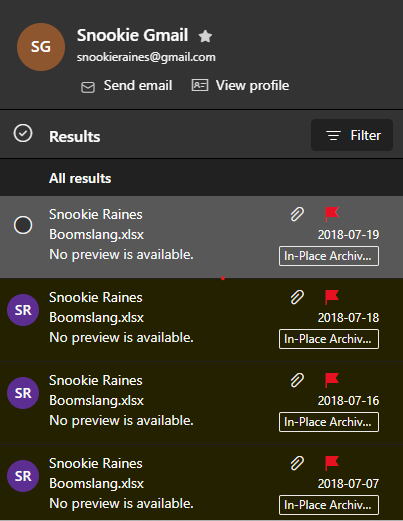 SG
Snookie Gmail
snookieraines@gmail.com
Send email View profile
Results Filter
All results
Snookie Raines
Boomslang.xlsx 2018-07-19
No preview is available. In-Place Archiv...
SR
Snookie Raines
Boomslang.xlsx 2018-07-18
No preview is available. In-Place Archiv...
SR
Snookie Raines
Boomslang.xlsx 2018-07-16
No preview is available. In-Place Archiv...
SR
Snookie Raines
Boomslang.xlsx 2018-07-07
No preview is available. In-Place Archiv...